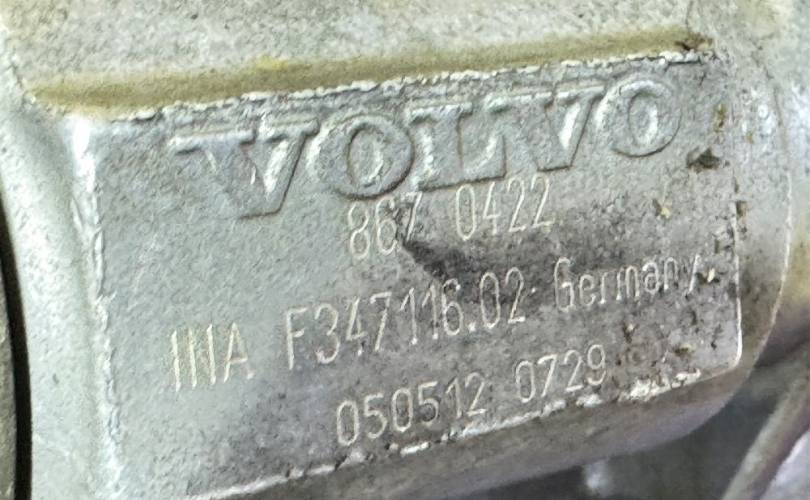 VOLVO
867 0422
INA F347116.02 Germany
050512 0729